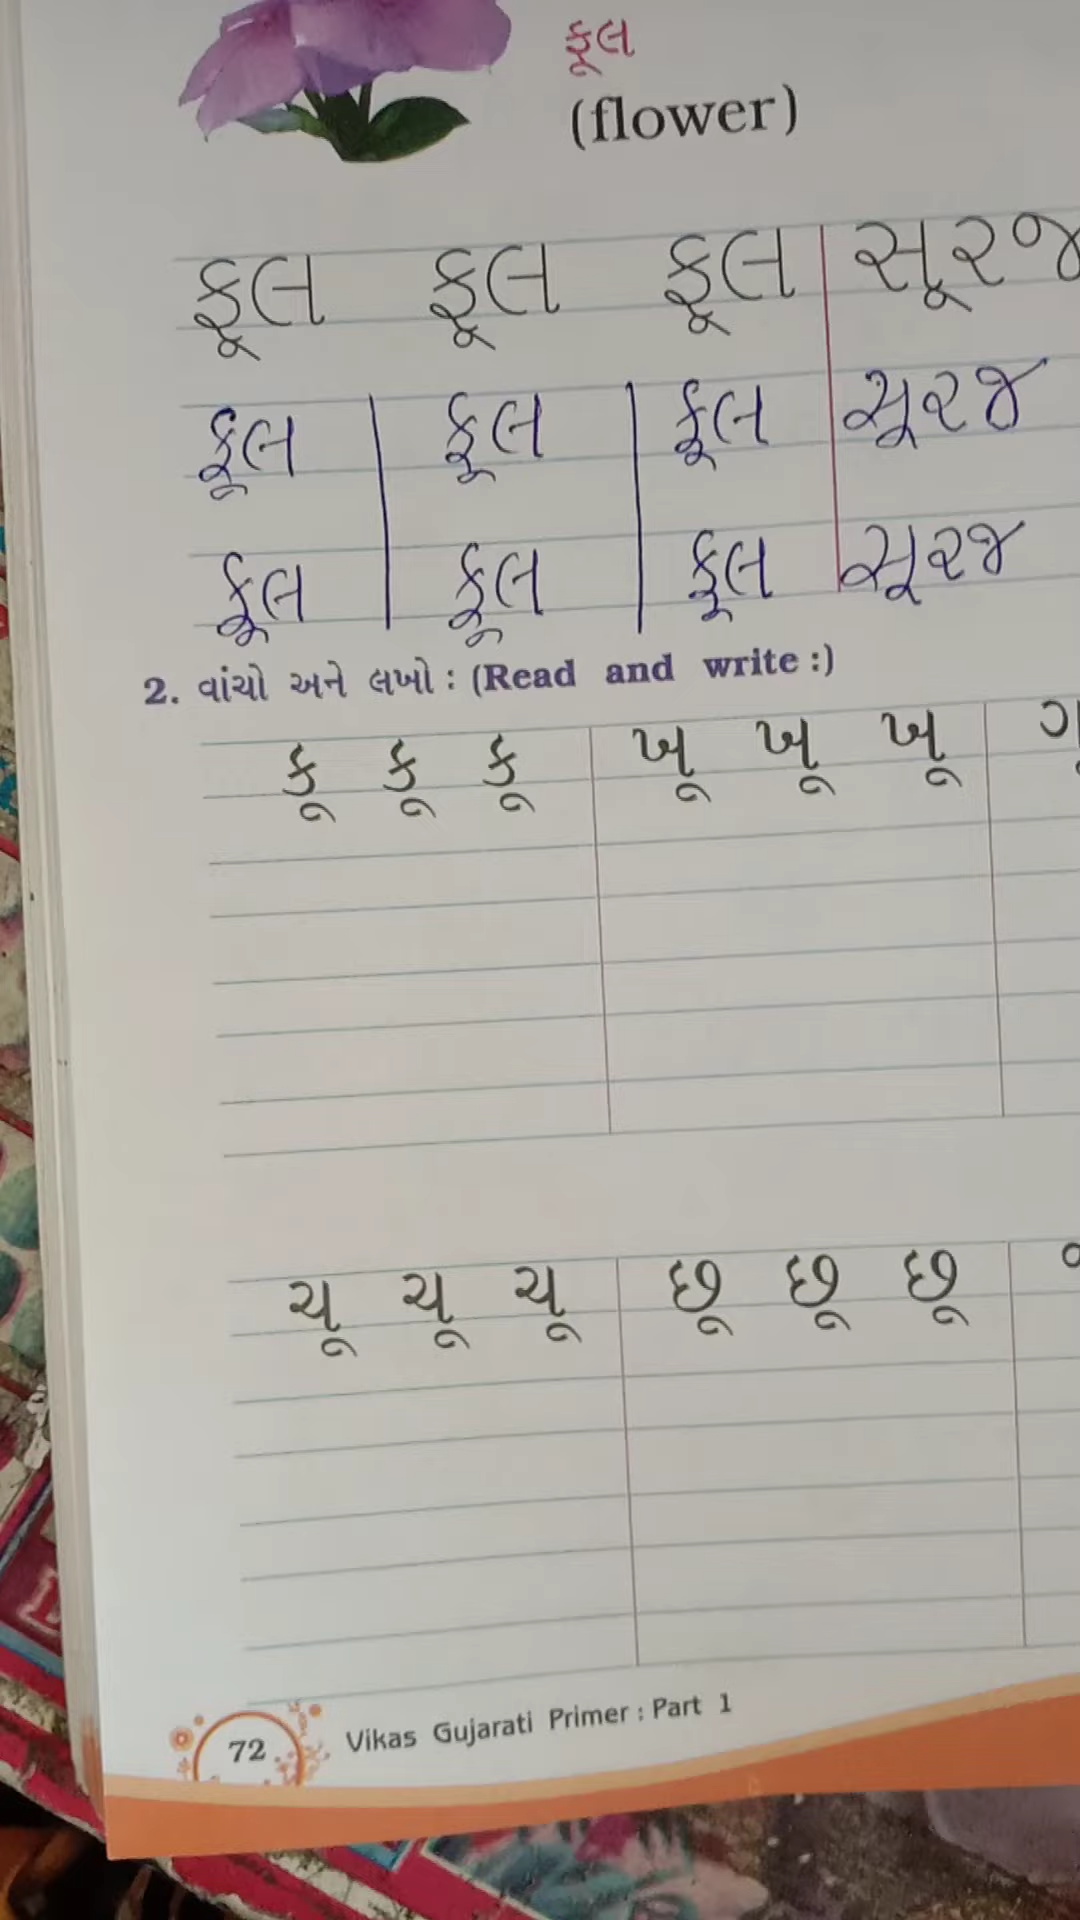 ફૂલ
(flower)
ફૂલ ફૂલ ફૂલ સૂરજ
ફૂલ ફૂલ ફૂલ સૂરજ
ફૂલ ફૂલ ફૂલ સૂરજ
2. વાંચો અને લખો : (Read and write :)
કૂ કૂ કૂ ખૂ ખૂ ખૂ
ચૂ ચૂ ચૂ છૂ છૂ છૂ
72 Vikas Gujarati Primer : Part 1